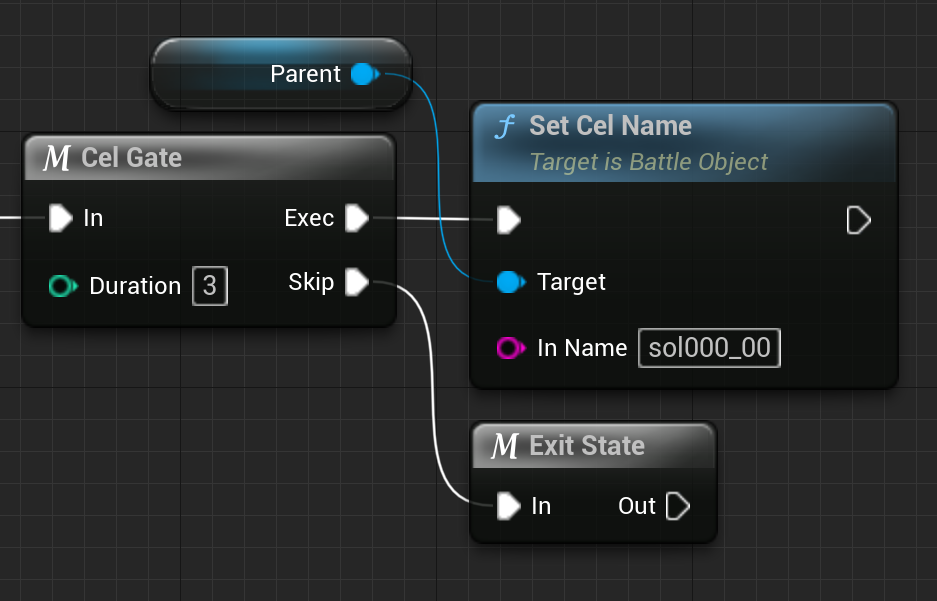 Parent
M Cel Gate
In
Exec
Duration 3
Skip
f Set Cel Name
Target is Battle Object
Target
In Name sol000_00
M Exit State
In
Out